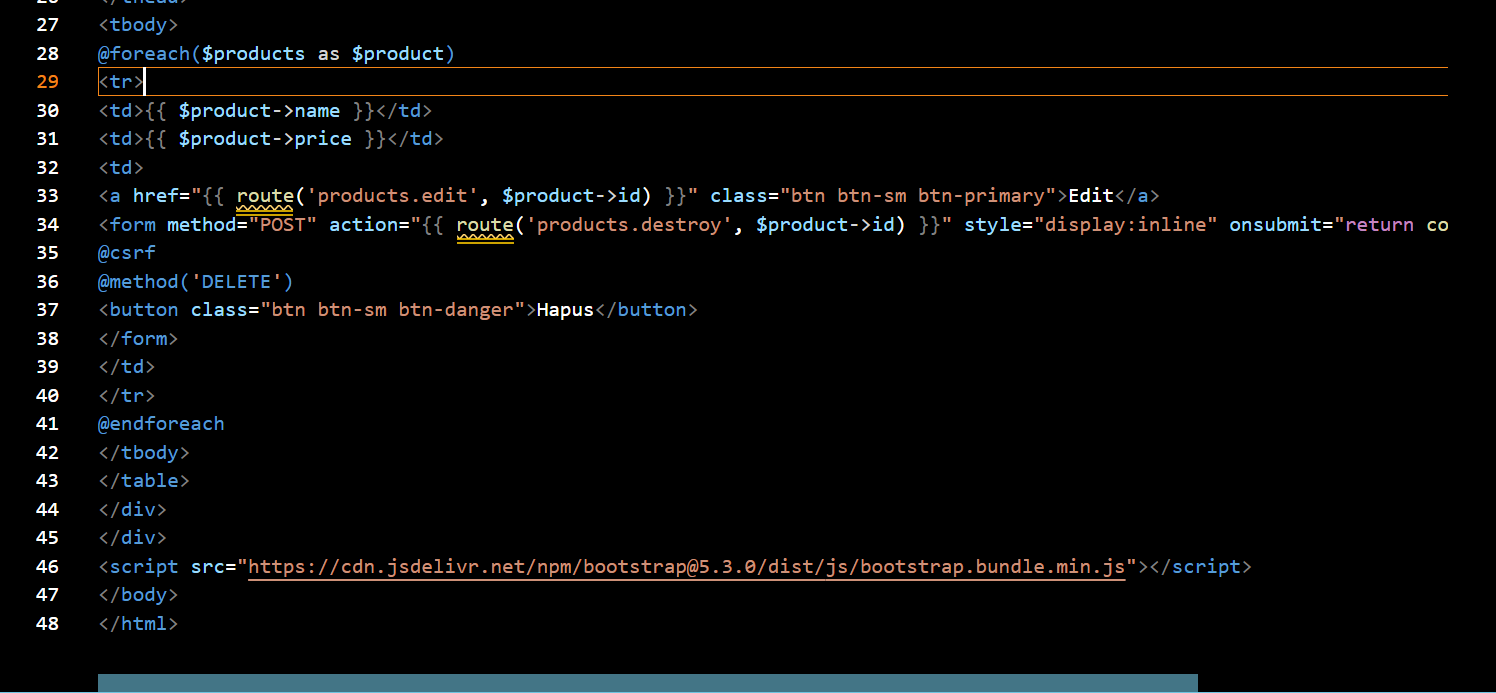 27 <tbody>
28 @foreach($products as $product)
29 <tr>
30 <td>{{ $product->name }}</td>
31 <td>{{ $product->price }}</td>
32 <td>
33 <a href="{{ route('products.edit', $product->id) }}" class="btn btn-sm btn-primary">Edit</a>
34 <form method="POST" action="{{ route('products.destroy', $product->id) }}" style="display:inline" onsubmit="return co
35 @csrf
36 @method('DELETE')
37 <button class="btn btn-sm btn-danger">Hapus</button>
38 </form>
39 </td>
40 </tr>
41 @endforeach
42 </tbody>
43 </table>
44 </div>
45 </div>
46 <script src="https://cdn.jsdelivr.net/npm/bootstrap@5.3.0/dist/js/bootstrap.bundle.min.js"></script>
47 </body>
48 </html>